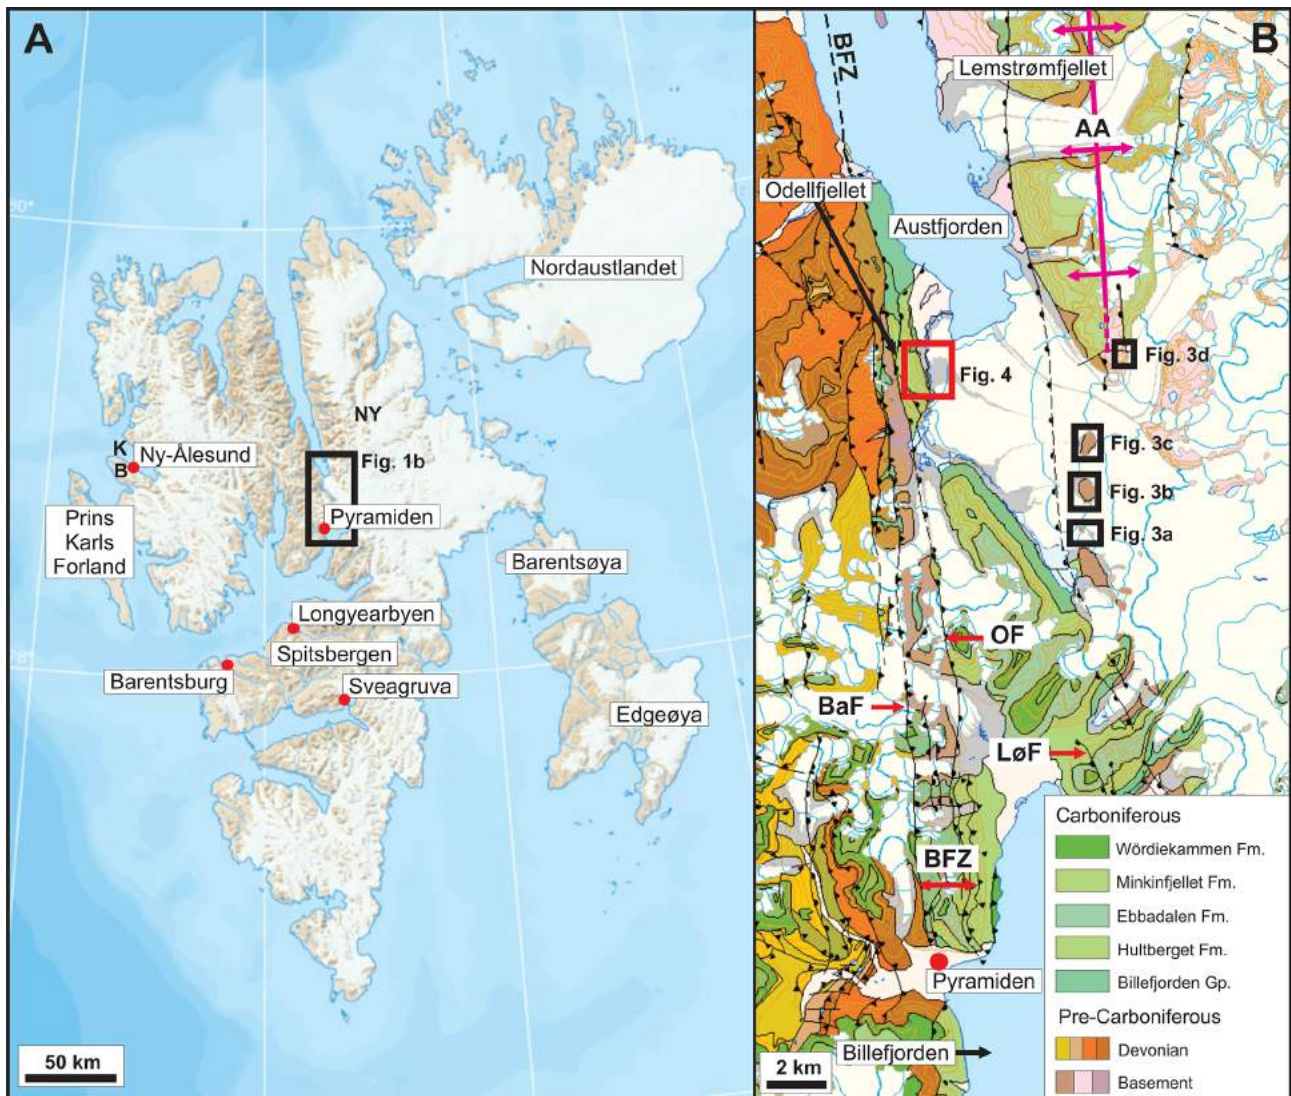 A
80°
Nordaustlandet
NY
K
B
Ny-Ålesund
Fig. 1b
Pyramiden
Prins
Karls
Forland
Barentsøya
Longyearbyen
Spitsbergen
78°
Barentsburg
Sveagruva
Edgeøya
50 km
B
BFZ
Lemstrømfjellet
AA
Odellfjellet
Austfjorden
Fig. 3d
Fig. 4
Fig. 3c
Fig. 3b
Fig. 3a
OF
BaF
LøF
BFZ
Pyramiden
Billefjorden
2 km
Carboniferous
Wördiekammen Fm.
Minkinfjellet Fm.
Ebbadalen Fm.
Hultberget Fm.
Billefjorden Gp.
Pre-Carboniferous
Devonian
Basement